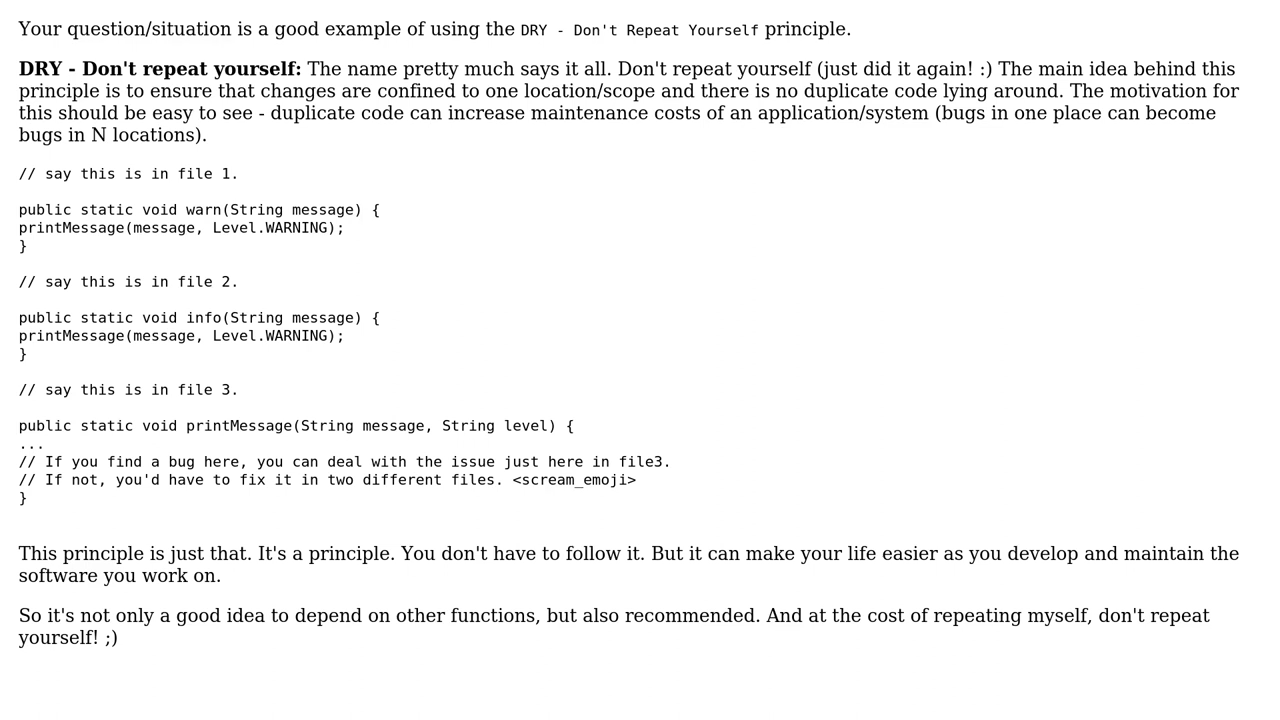 Your question/situation is a good example of using the DRY - Don't Repeat Yourself principle.
DRY - Don't repeat yourself: The name pretty much says it all. Don't repeat yourself (just did it again! :) The main idea behind this
principle is to ensure that changes are confined to one location/scope and there is no duplicate code lying around. The motivation for
this should be easy to see - duplicate code can increase maintenance costs of an application/system (bugs in one place can become
bugs in N locations).
// say this is in file 1.
public static void warn(String message) {
printMessage(message, Level.WARNING);
}
// say this is in file 2.
public static void info(String message) {
printMessage(message, Level.WARNING);
}
// say this is in file 3.
public static void printMessage(String message, String level) {
...
// If you find a bug here, you can deal with the issue just here in file3.
// If not, you'd have to fix it in two different files. <scream_emoji>
}
This principle is just that. It's a principle. You don't have to follow it. But it can make your life easier as you develop and maintain the
software you work on.
So it's not only a good idea to depend on other functions, but also recommended. And at the cost of repeating myself, don't repeat
yourself! ;)